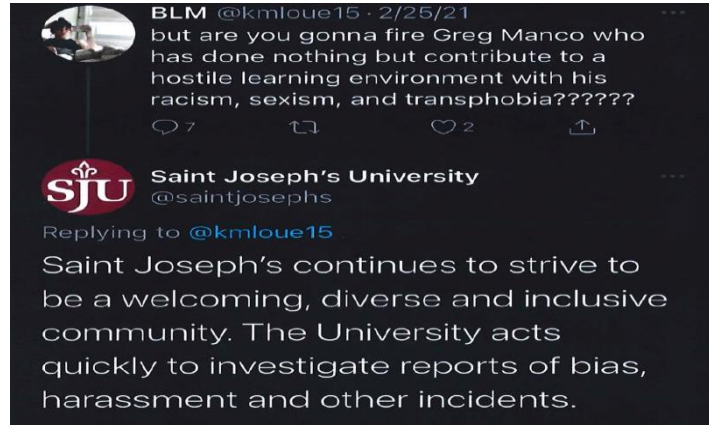 BLM @kmloue15 · 2/25/21
but are you gonna fire Greg Manco who
has done nothing but contribute to a
hostile learning environment with his
racism, sexism, and transphobia??????
7 2
SJU
Saint Joseph's University
@saintjosephs
Replying to @kmloue15
Saint Joseph's continues to strive to
be a welcoming, diverse and inclusive
community. The University acts
quickly to investigate reports of bias,
harassment and other incidents.